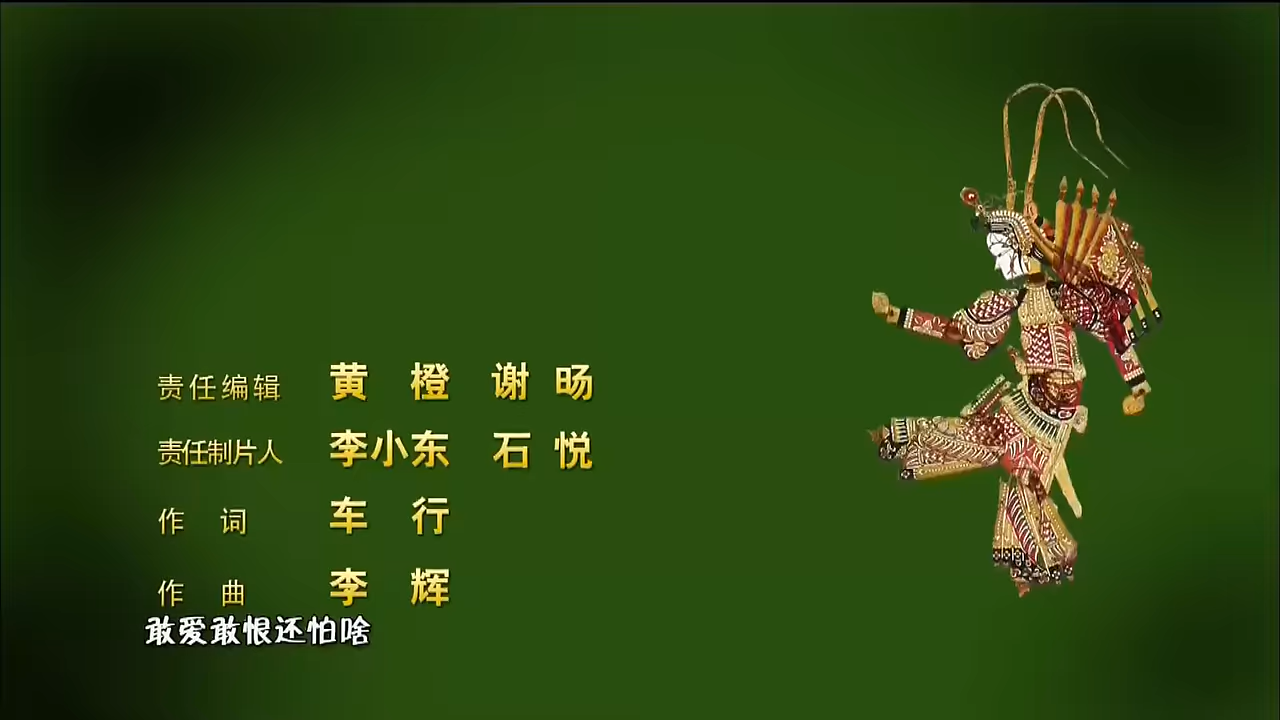 责任编辑 黄橙 谢旸
责任制片人 李小东 石悦
作词 车行
作曲 李辉
敢爱敢恨还怕啥